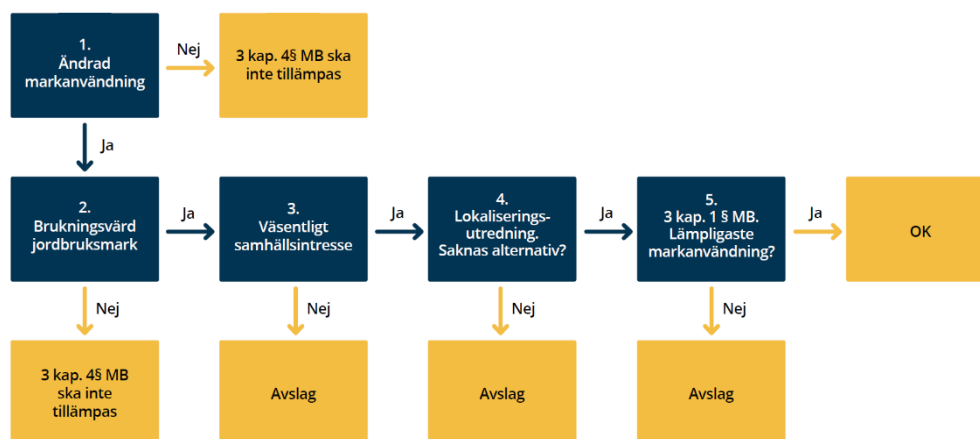 1.
Ändrad
markanvändning
Nej
3 kap. 4§ MB ska
inte tillämpas
Ja
2.
Brukningsvärd
jordbruksmark
Ja
3.
Väsentligt
samhällsintresse
Ja
4.
Lokaliserings-
utredning.
Saknas alternativ?
Ja
5.
3 kap. 1 § MB.
Lämpligaste
markanvändning?
Ja
OK
Nej
Nej
Nej
Nej
3 kap. 4§ MB
ska inte
tillämpas
Avslag
Avslag
Avslag